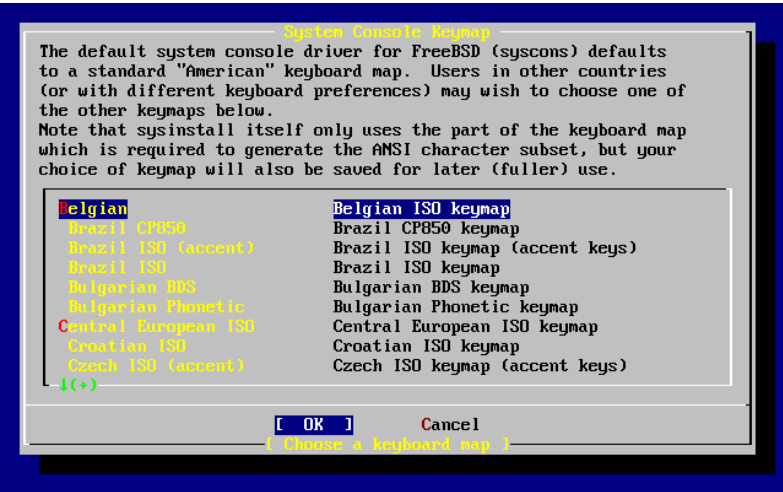 System Console Keymap
The default system console driver for FreeBSD (syscons) defaults
to a standard "American" keyboard map.  Users in other countries
(or with different keyboard preferences) may wish to choose one of
the other keymaps below.
Note that sysinstall itself only uses the part of the keyboard map
which is required to generate the ANSI character subset, but your
choice of keymap will also be saved for later (fuller) use.
Belgian Belgian ISO keymap
Brazil CP850 Brazil CP850 keymap
Brazil ISO (accent) Brazil ISO keymap (accent keys)
Brazil ISO Brazil ISO keymap
Bulgarian BDS Bulgarian BDS keymap
Bulgarian Phonetic Bulgarian Phonetic keymap
Central European ISO Central European ISO keymap
Croatian ISO Croatian ISO keymap
Czech ISO (accent) Czech ISO keymap (accent keys)
↓(+)
[ OK ] Cancel
[ Choose a keyboard map ]